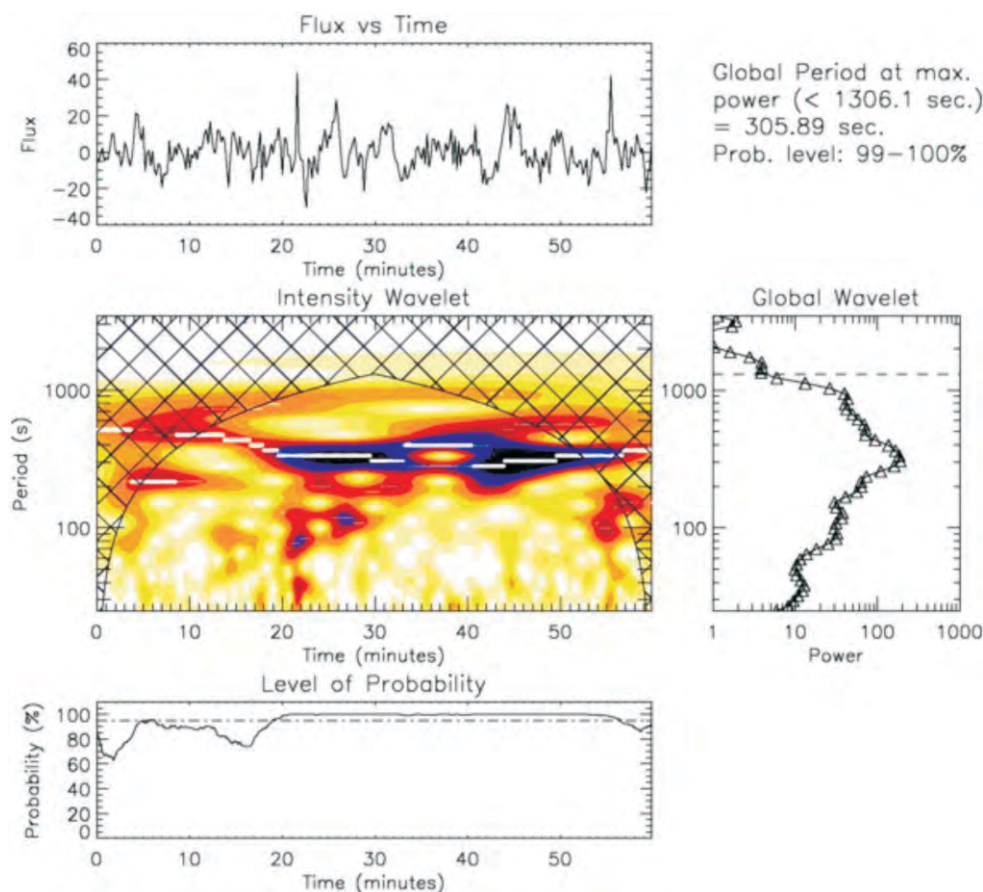 Flux vs Time
60
40
20
0
−20
−40
Flux
0 10 20 30 40 50
Time (minutes)
Global Period at max.
power (< 1306.1 sec.)
= 305.89 sec.
Prob. level: 99−100%
Intensity Wavelet
1000
100
Period (s)
0 10 20 30 40 50
Time (minutes)
Global Wavelet
1000
100
1 10 100 1000
Power
Level of Probability
100
80
60
40
20
0
Probability (%)
0 10 20 30 40 50
Time (minutes)